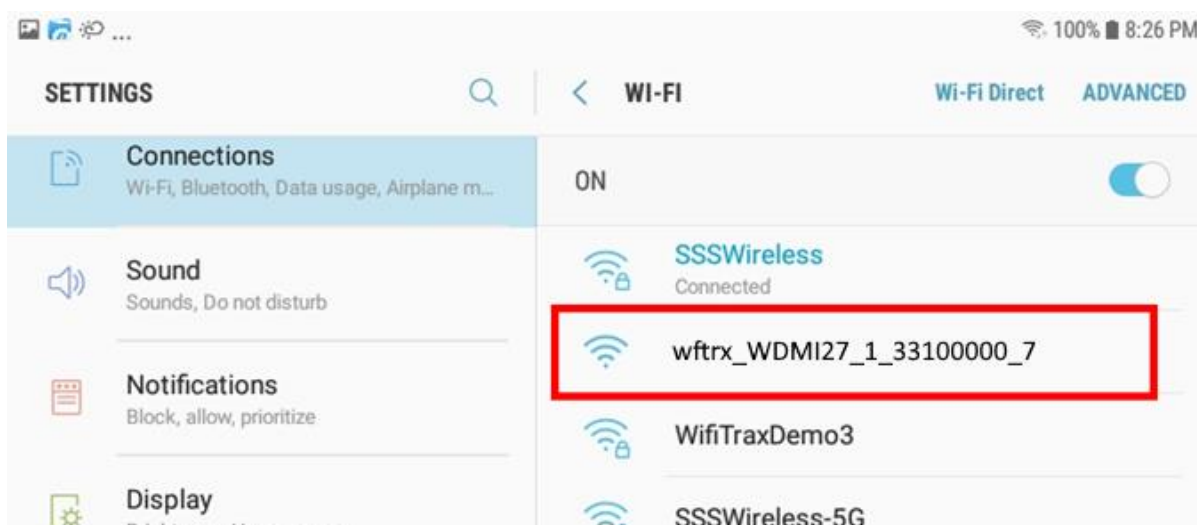 ...
100% 8:26 PM
SETTINGS
Connections
Wi-Fi, Bluetooth, Data usage, Airplane m...
Sound
Sounds, Do not disturb
Notifications
Block, allow, prioritize
Display
WI-FI
Wi-Fi Direct
ADVANCED
ON
SSSWireless
Connected
wftrx_WDMI27_1_33100000_7
WifiTraxDemo3
SSSWireless-5G